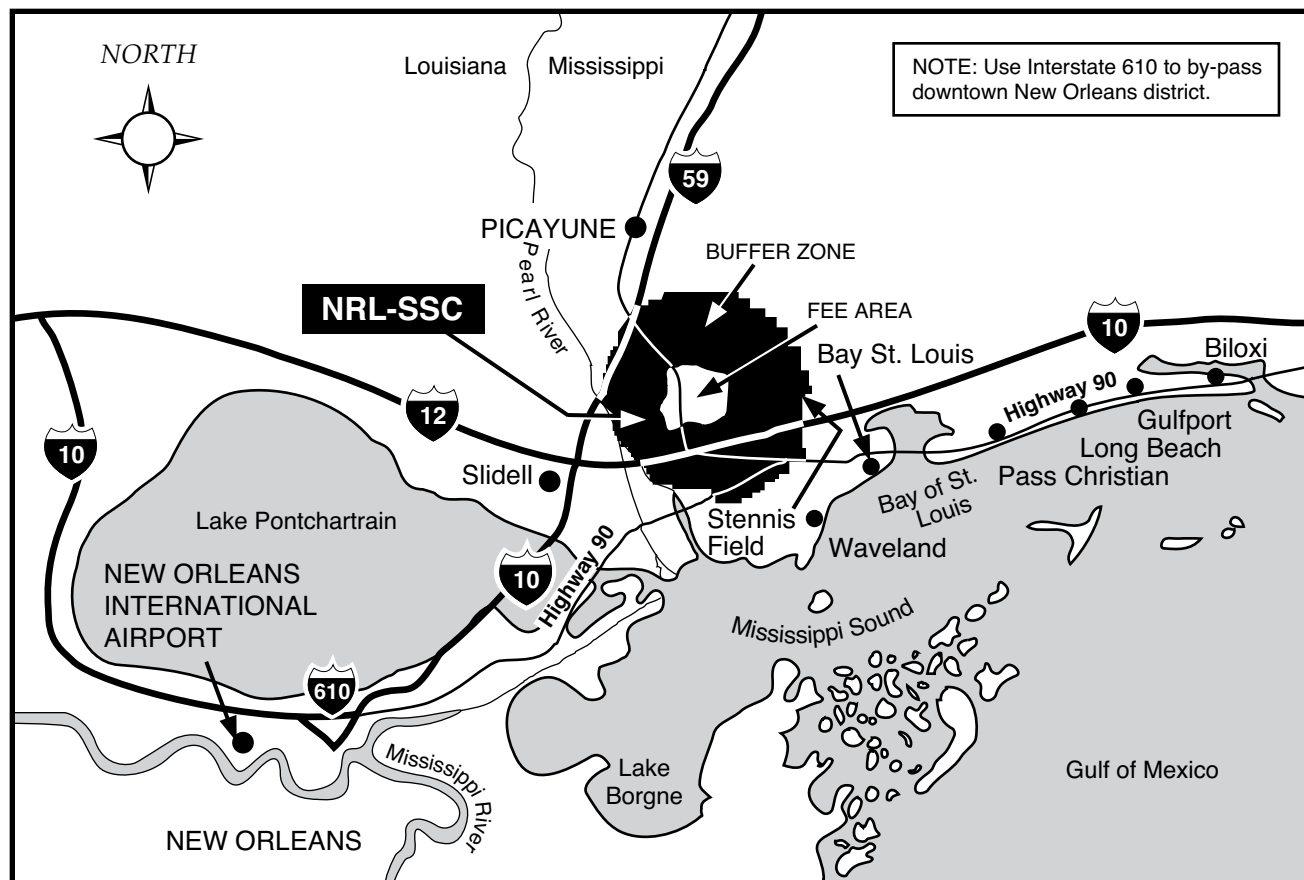 NORTH
Louisiana
Mississippi
NOTE: Use Interstate 610 to by-pass
downtown New Orleans district.
59
PICAYUNE
Pearl River
BUFFER ZONE
NRL-SSC
FEE AREA
10
Bay St. Louis
Biloxi
12
Highway 90
10
Gulfport
Long Beach
Slidell
Pass Christian
Bay of St.
Louis
Lake Pontchartrain
Stennis
Field
Waveland
NEW ORLEANS
INTERNATIONAL
AIRPORT
10
Highway 90
Mississippi Sound
610
Mississippi River
Lake
Borgne
Gulf of Mexico
NEW ORLEANS